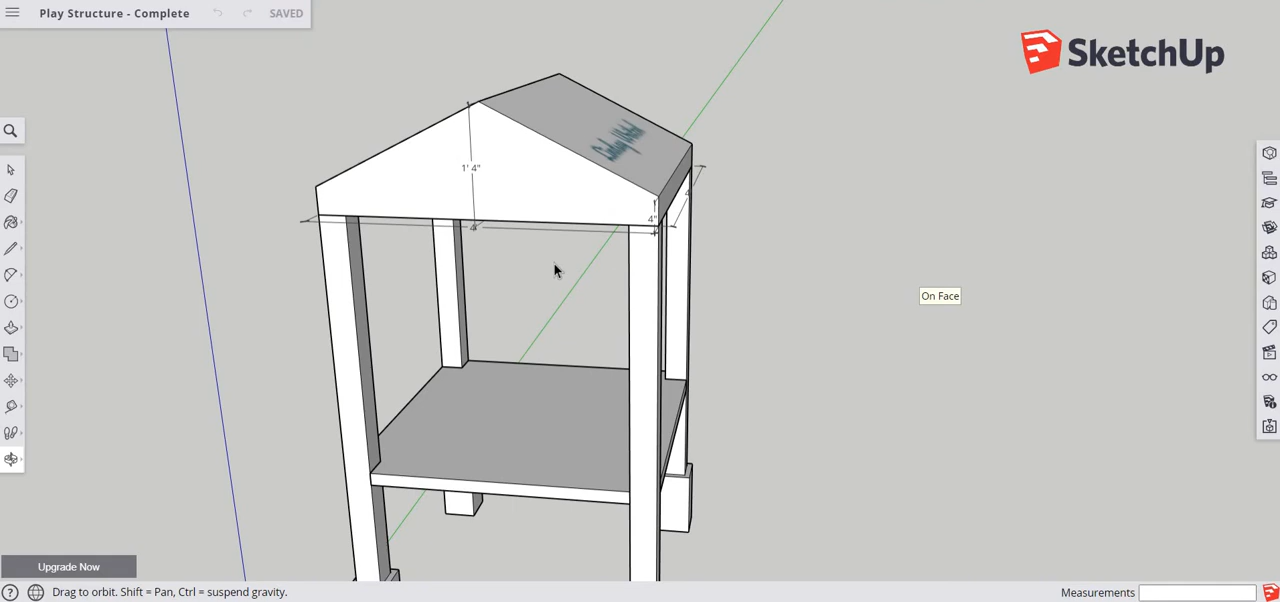 Play Structure - Complete
SAVED
SketchUp
1' 4"
4"
4'
On Face
Upgrade Now
Drag to orbit. Shift = Pan, Ctrl = suspend gravity.
Measurements